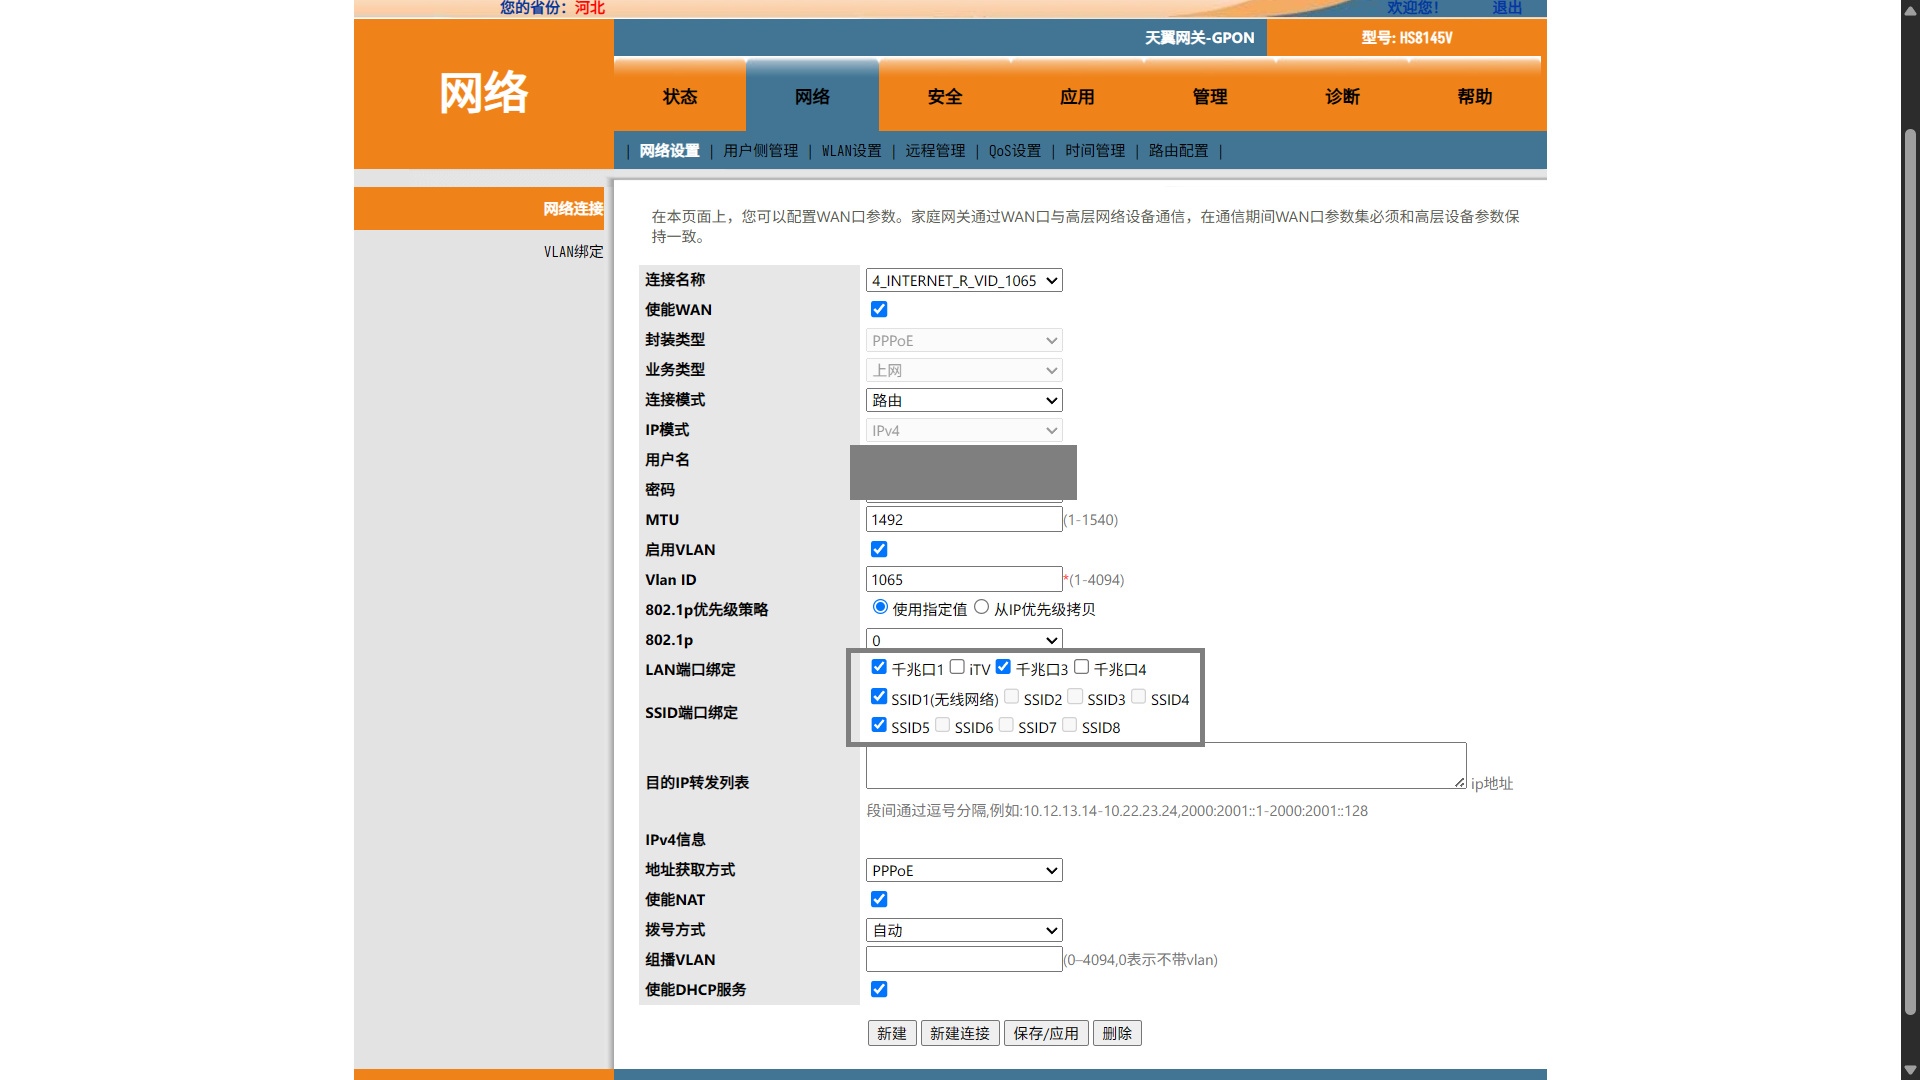 您的省份：河北
欢迎您！ 退出
天翼网关-GPON 型号: HS8145V
网络
状态 网络 安全 应用 管理 诊断 帮助
| 网络设置 | 用户侧管理 | WLAN设置 | 远程管理 | QoS设置 | 时间管理 | 路由配置 |
网络连接
VLAN绑定
在本页面上，您可以配置WAN口参数。家庭网关通过WAN口与高层网络设备通信，在通信期间WAN口参数集必须和高层设备参数保
持一致。
连接名称 4_INTERNET_R_VID_1065
使能WAN
封装类型 PPPoE
业务类型 上网
连接模式 路由
IP模式 IPv4
用户名
密码
MTU 1492 (1-1540)
启用VLAN
Vlan ID 1065 *(1-4094)
802.1p优先级策略 使用指定值 从IP优先级拷贝
802.1p 0
LAN端口绑定 千兆口1 iTV 千兆口3 千兆口4
SSID端口绑定 SSID1(无线网络) SSID2 SSID3 SSID4
SSID5 SSID6 SSID7 SSID8
目的IP转发列表 ip地址
段间通过逗号分隔,例如:10.12.13.14-10.22.23.24,2000:2001::1-2000:2001::128
IPv4信息
地址获取方式 PPPoE
使能NAT
拨号方式 自动
组播VLAN (0–4094,0表示不带vlan)
使能DHCP服务
新建 新建连接 保存/应用 删除